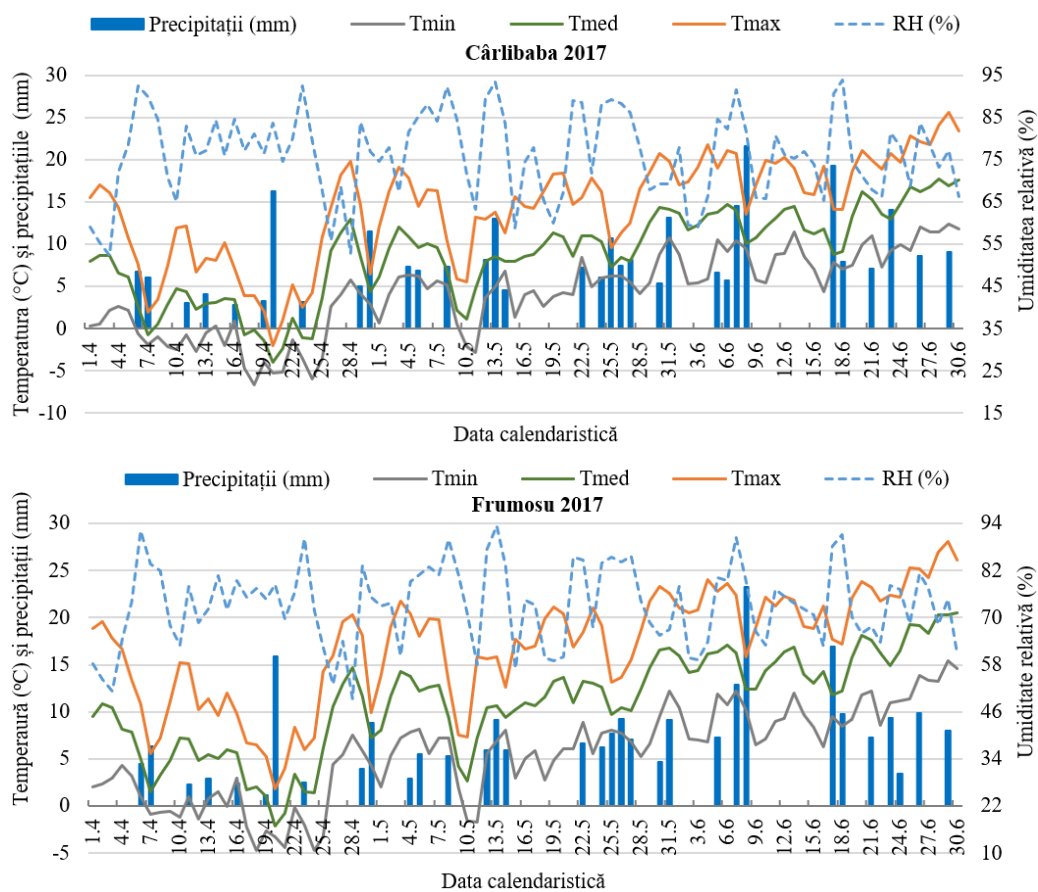 Precipitații (mm) Tmin Tmed Tmax RH (%)
Cârlibaba 2017
Temperatura (°C) și precipitațiile (mm)
30
25
20
15
10
5
0
-5
-10
95
85
75
65
55
45
35
25
15
Umiditatea relativă (%)
1.4 4.4 7.4 10.4 13.4 16.4 19.4 22.4 25.4 28.4 1.5 4.5 7.5 10.5 13.5 16.5 19.5 22.5 25.5 28.5 31.5 3.6 6.6 9.6 12.6 15.6 18.6 21.6 24.6 27.6 30.6
Data calendaristică
Precipitații (mm) Tmin Tmed Tmax RH (%)
Frumosu 2017
Temperatură (°C) și precipitații (mm)
30
25
20
15
10
5
0
-5
94
82
70
58
46
34
22
10
Umiditate relativă (%)
1.4 4.4 7.4 10.4 13.4 16.4 19.4 22.4 25.4 28.4 1.5 4.5 7.5 10.5 13.5 16.5 19.5 22.5 25.5 28.5 31.5 3.6 6.6 9.6 12.6 15.6 18.6 21.6 24.6 27.6 30.6
Data calendaristică